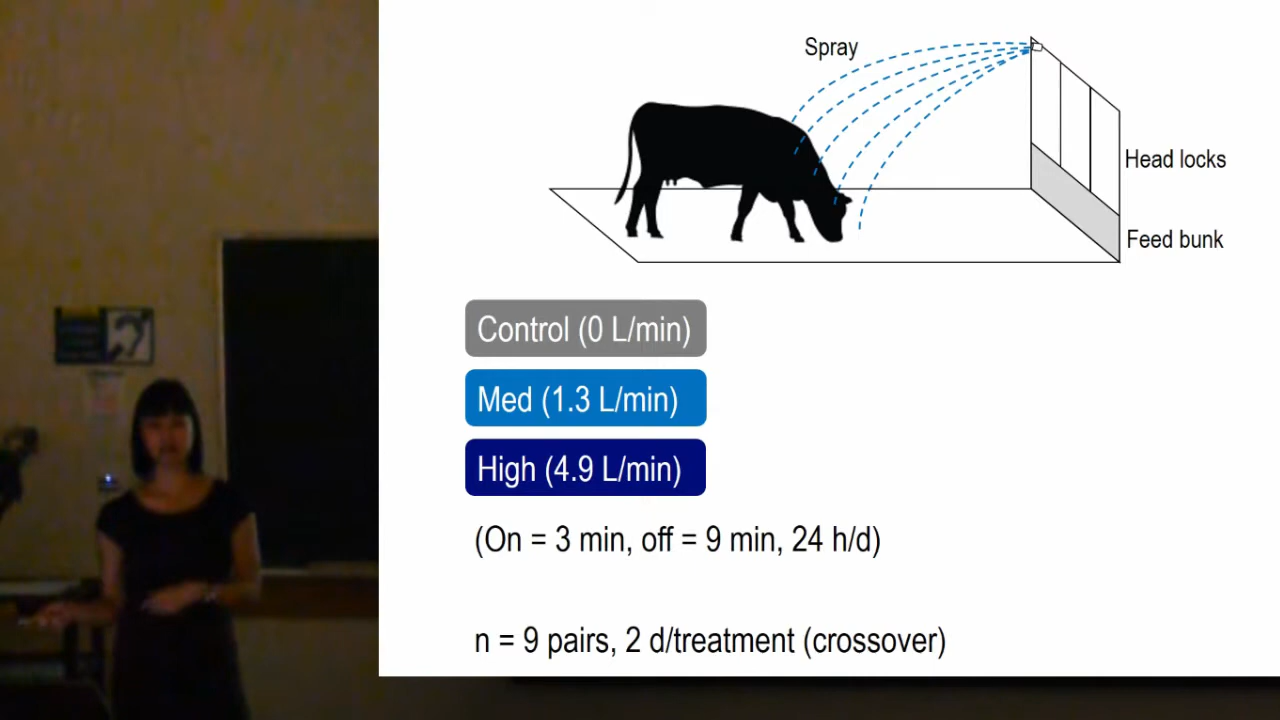 Spray
Head locks
Feed bunk
Control (0 L/min)
Med (1.3 L/min)
High (4.9 L/min)
(On = 3 min, off = 9 min, 24 h/d)
n = 9 pairs, 2 d/treatment (crossover)